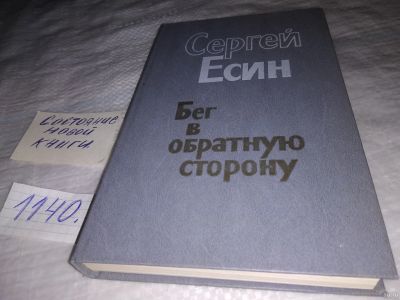 Сергей
Есин
Бег
в
обратную
сторону
Состояние
новой
книги
1140.